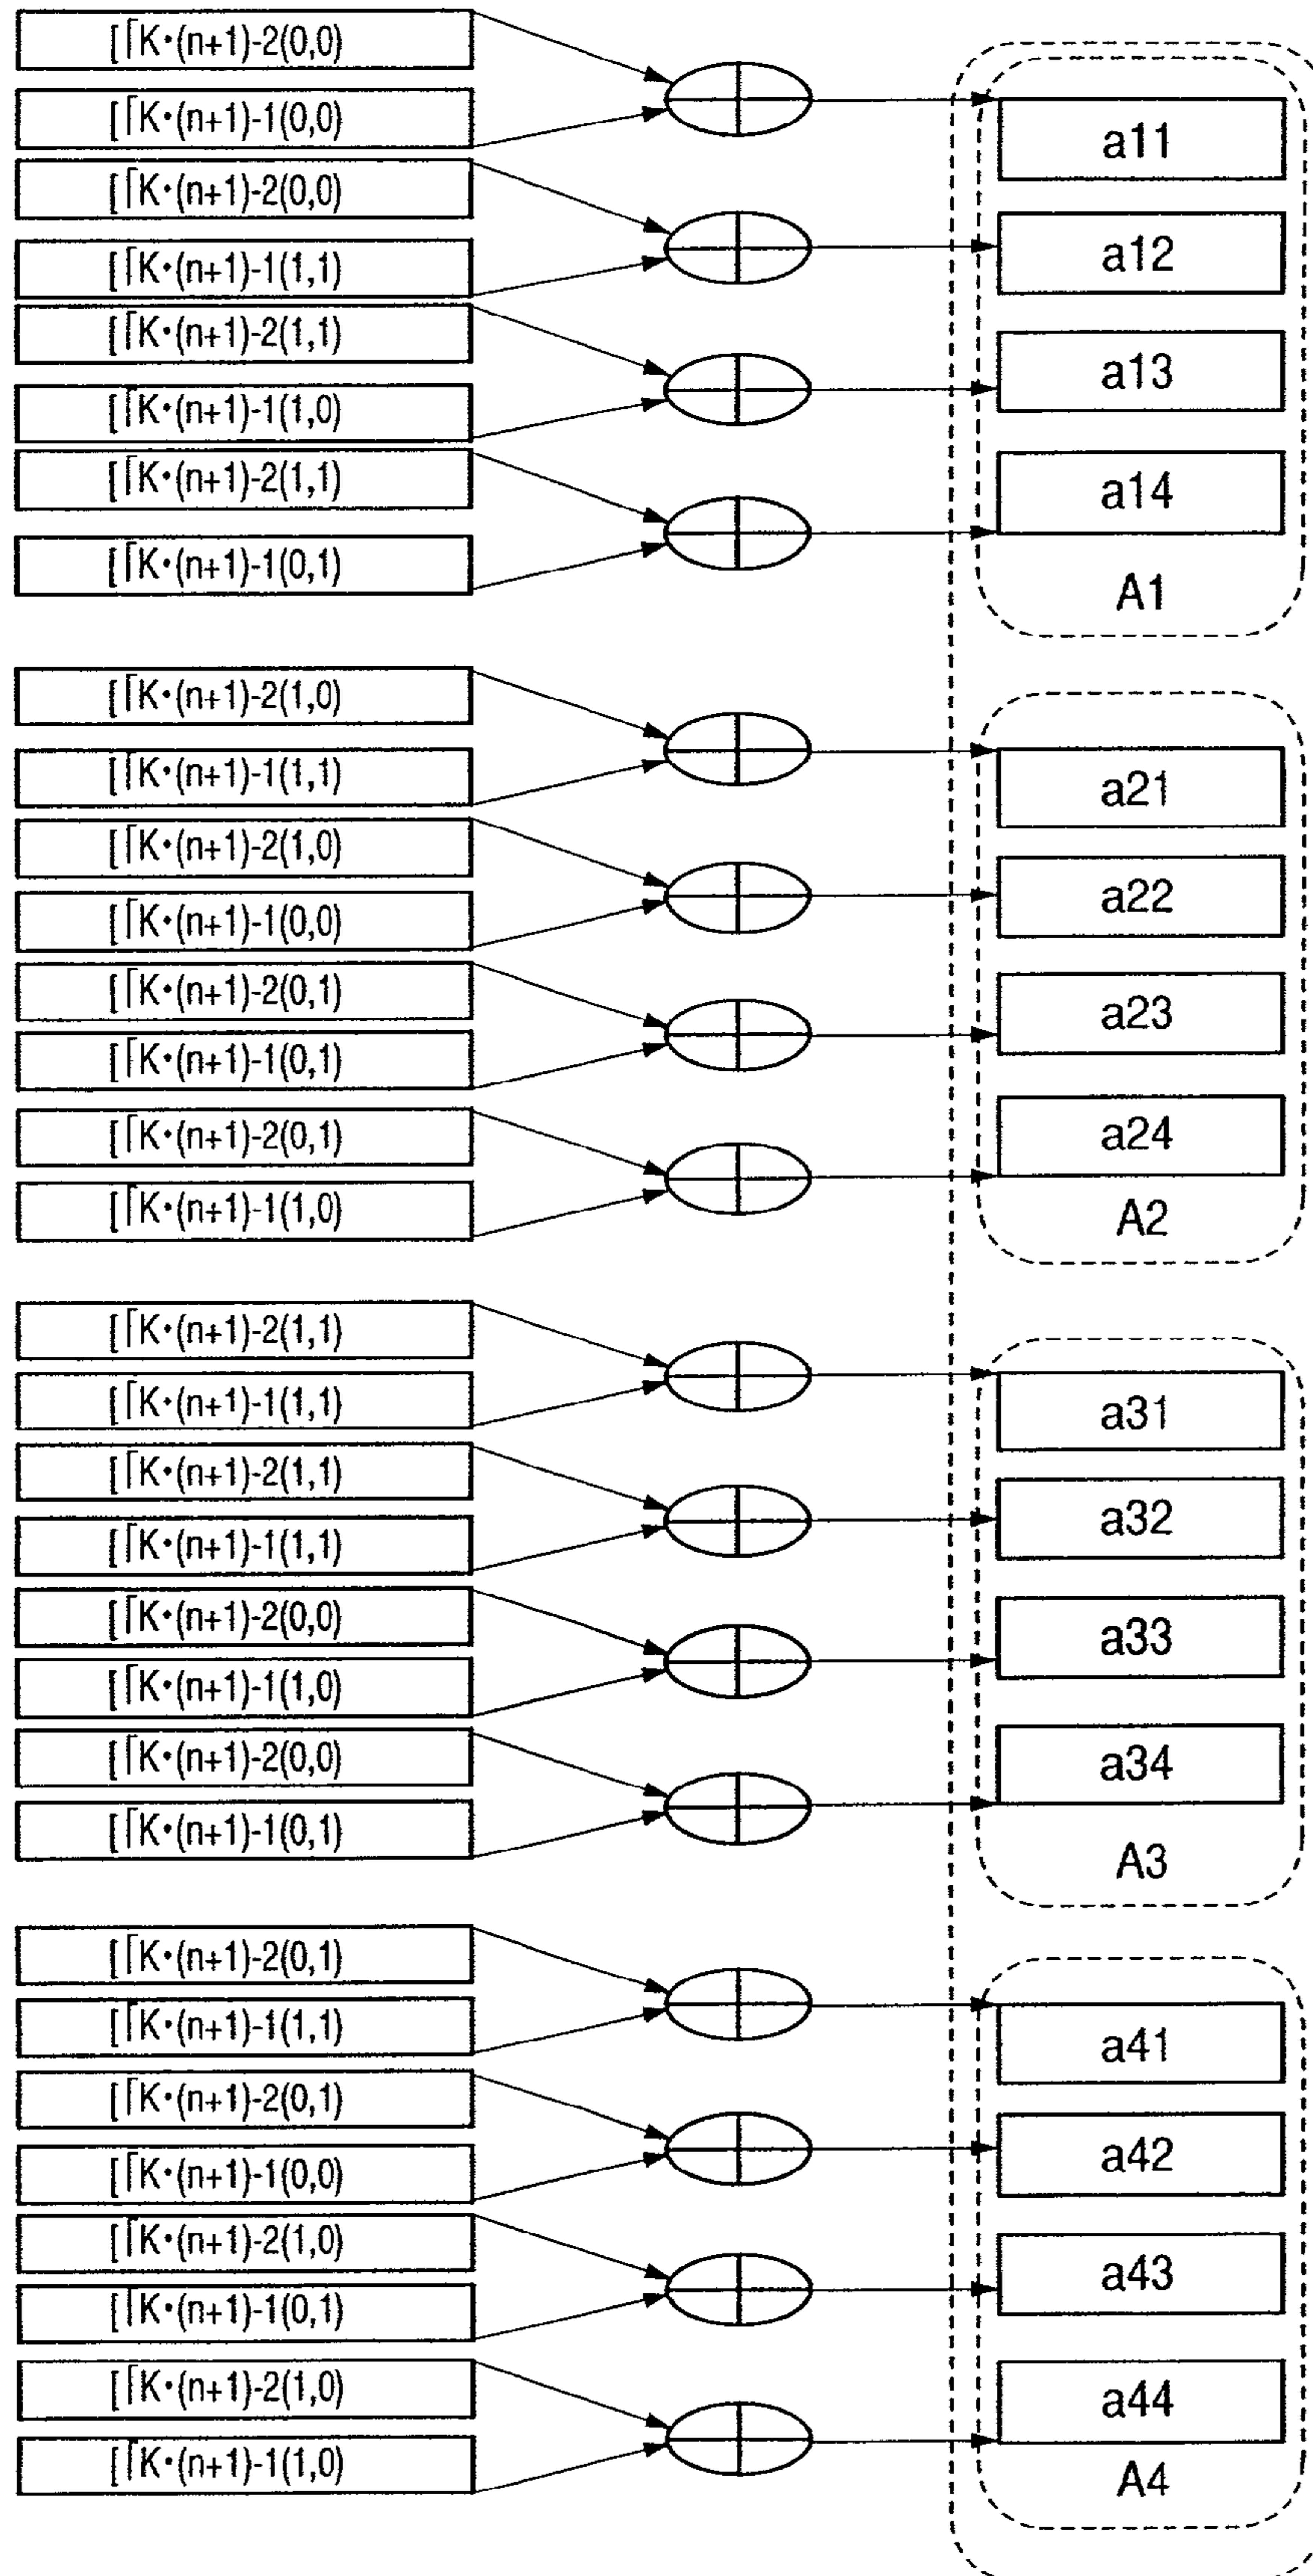 [⌈K·(n+1)-2(0,0)
[⌈K·(n+1)-1(0,0)
a11
[⌈K·(n+1)-2(0,0)
[⌈K·(n+1)-1(1,1)
a12
[⌈K·(n+1)-2(1,1)
[⌈K·(n+1)-1(1,0)
a13
[⌈K·(n+1)-2(1,1)
[⌈K·(n+1)-1(0,1)
a14
A1
[⌈K·(n+1)-2(1,0)
[⌈K·(n+1)-1(1,1)
a21
[⌈K·(n+1)-2(1,0)
[⌈K·(n+1)-1(0,0)
a22
[⌈K·(n+1)-2(0,1)
[⌈K·(n+1)-1(0,1)
a23
[⌈K·(n+1)-2(0,1)
[⌈K·(n+1)-1(1,0)
a24
A2
[⌈K·(n+1)-2(1,1)
[⌈K·(n+1)-1(1,1)
a31
[⌈K·(n+1)-2(1,1)
[⌈K·(n+1)-1(1,1)
a32
[⌈K·(n+1)-2(0,0)
[⌈K·(n+1)-1(1,0)
a33
[⌈K·(n+1)-2(0,0)
[⌈K·(n+1)-1(0,1)
a34
A3
[⌈K·(n+1)-2(0,1)
[⌈K·(n+1)-1(1,1)
a41
[⌈K·(n+1)-2(0,1)
[⌈K·(n+1)-1(0,0)
a42
[⌈K·(n+1)-2(1,0)
[⌈K·(n+1)-1(0,1)
a43
[⌈K·(n+1)-2(1,0)
[⌈K·(n+1)-1(1,0)
a44
A4